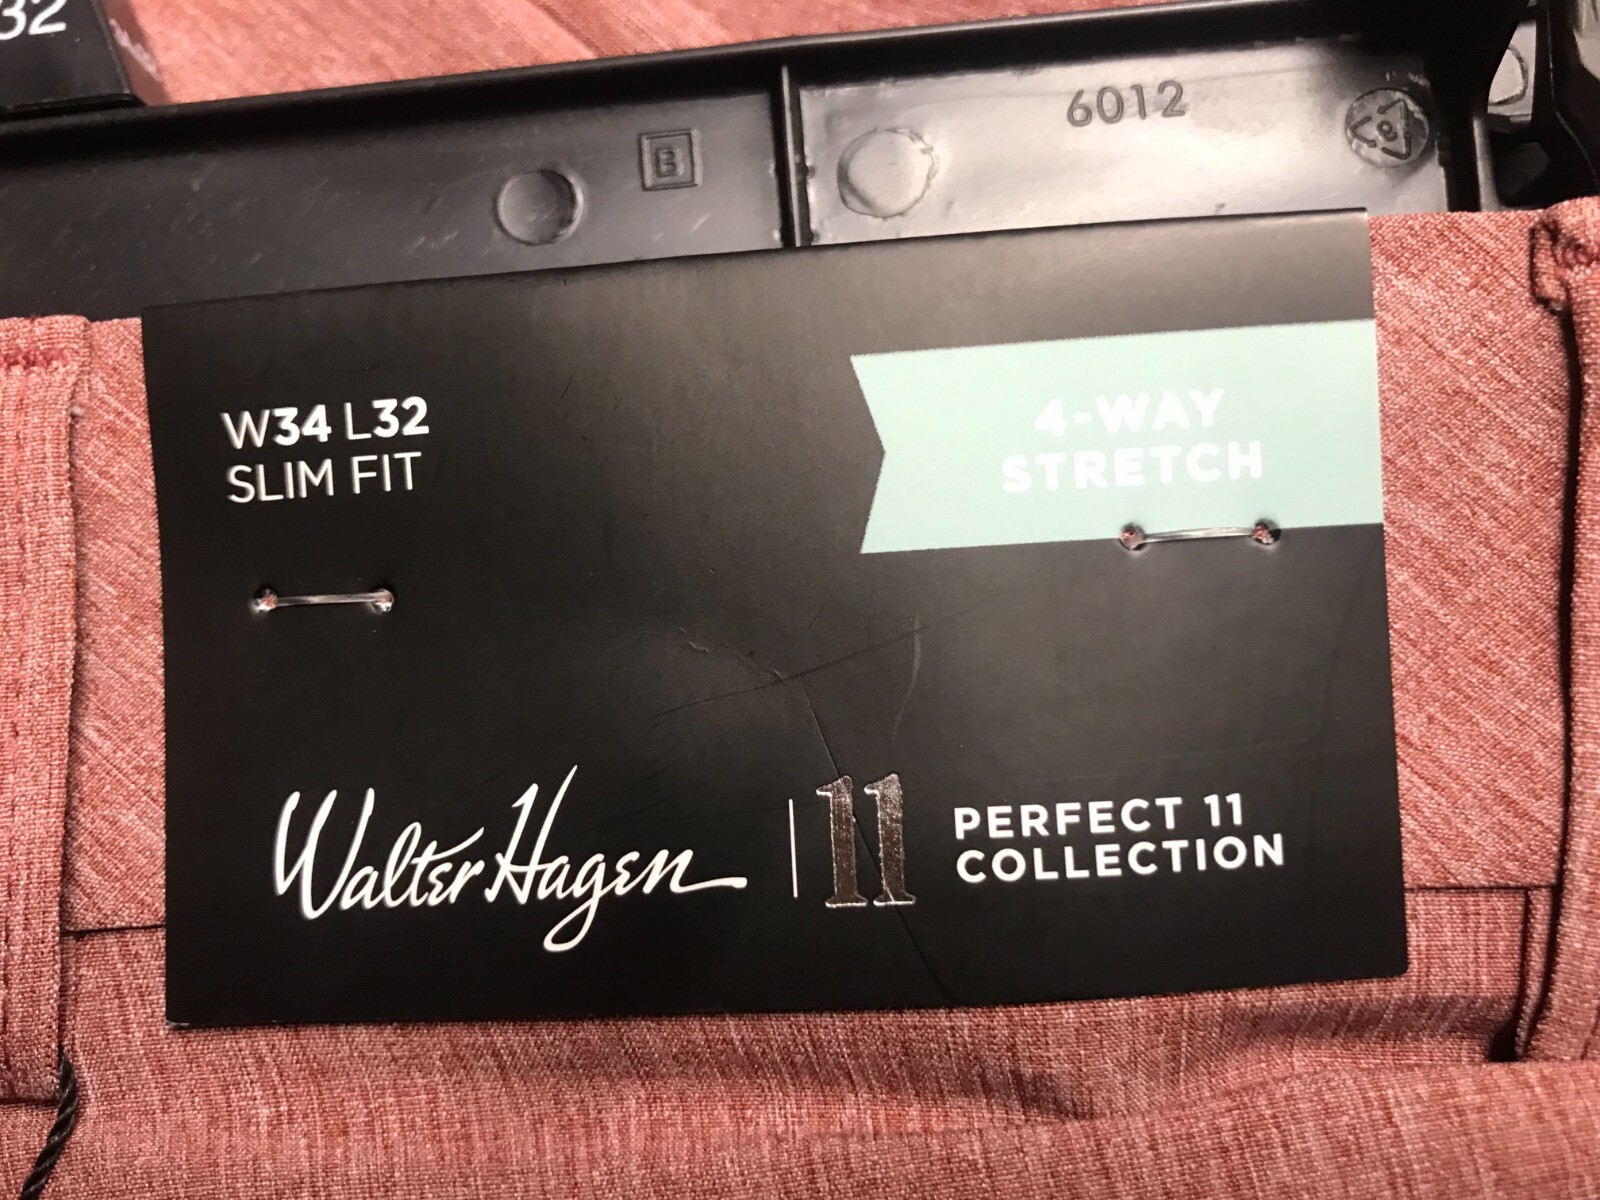 32
6012
B
W34 L32
SLIM FIT
4-WAY
STRETCH
Walter Hagen
11
PERFECT 11
COLLECTION